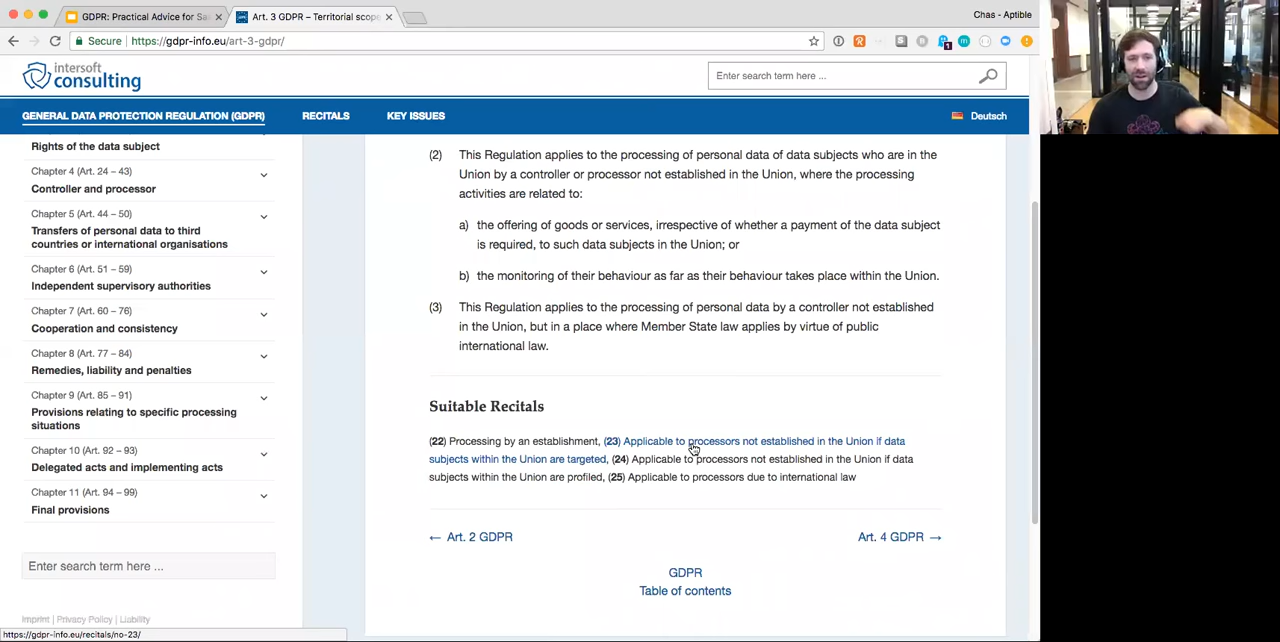 GDPR: Practical Advice for Sa
Art. 3 GDPR – Territorial scope
Chas - Aptible
Secure
https://gdpr-info.eu/art-3-gdpr/
1
intersoft
consulting
Enter search term here ...
GENERAL DATA PROTECTION REGULATION (GDPR)
RECITALS
KEY ISSUES
Deutsch
Rights of the data subject
Chapter 4 (Art. 24 – 43)
Controller and processor
Chapter 5 (Art. 44 – 50)
Transfers of personal data to third
countries or international organisations
Chapter 6 (Art. 51 – 59)
Independent supervisory authorities
Chapter 7 (Art. 60 – 76)
Cooperation and consistency
Chapter 8 (Art. 77 – 84)
Remedies, liability and penalties
Chapter 9 (Art. 85 – 91)
Provisions relating to specific processing
situations
Chapter 10 (Art. 92 – 93)
Delegated acts and implementing acts
Chapter 11 (Art. 94 – 99)
Final provisions
Enter search term here ...
Imprint | Privacy Policy | Liability
(2) This Regulation applies to the processing of personal data of data subjects who are in the
Union by a controller or processor not established in the Union, where the processing
activities are related to:
a) the offering of goods or services, irrespective of whether a payment of the data subject
is required, to such data subjects in the Union; or
b) the monitoring of their behaviour as far as their behaviour takes place within the Union.
(3) This Regulation applies to the processing of personal data by a controller not established
in the Union, but in a place where Member State law applies by virtue of public
international law.
Suitable Recitals
(22) Processing by an establishment, (23) Applicable to processors not established in the Union if data
subjects within the Union are targeted, (24) Applicable to processors not established in the Union if data
subjects within the Union are profiled, (25) Applicable to processors due to international law
← Art. 2 GDPR
Art. 4 GDPR →
GDPR
Table of contents
https://gdpr-info.eu/recitals/no-23/